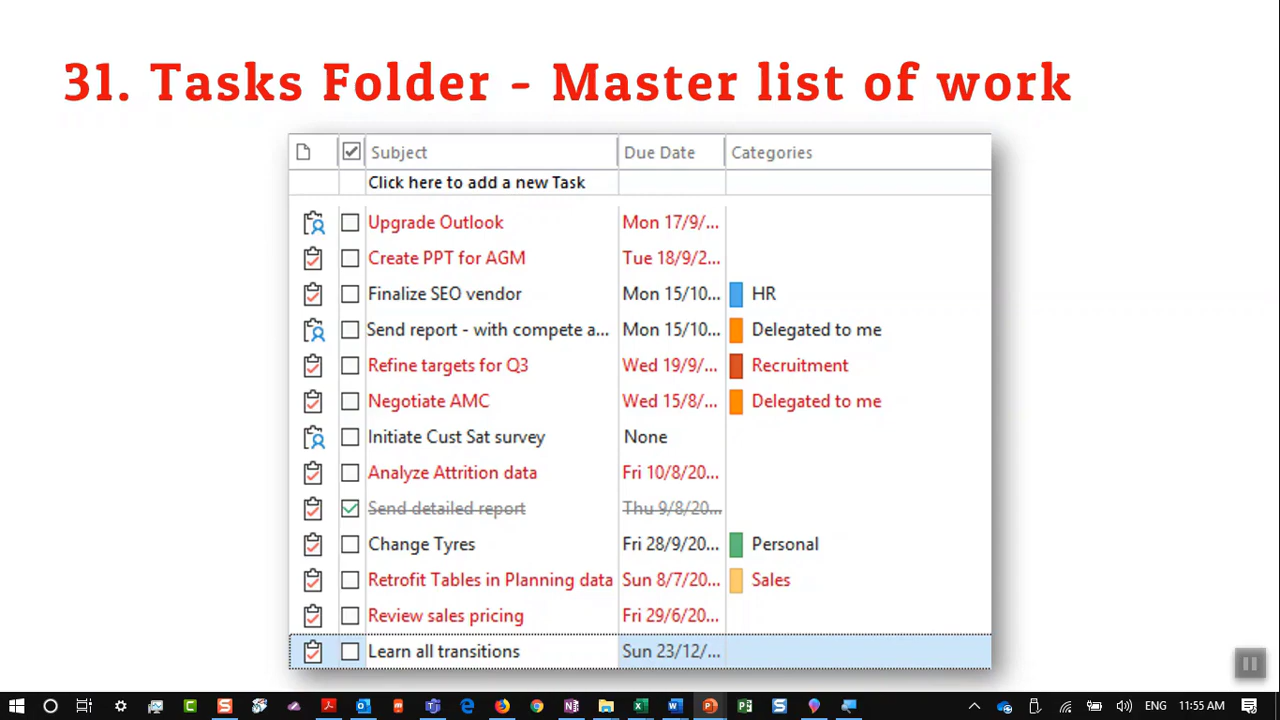 31. Tasks Folder - Master list of work
Subject Due Date Categories
Click here to add a new Task
Upgrade Outlook Mon 17/9/...
Create PPT for AGM Tue 18/9/2...
Finalize SEO vendor Mon 15/10... HR
Send report - with compete a... Mon 15/10... Delegated to me
Refine targets for Q3 Wed 19/9/... Recruitment
Negotiate AMC Wed 15/8/... Delegated to me
Initiate Cust Sat survey None
Analyze Attrition data Fri 10/8/20...
Send detailed report Thu 9/8/20...
Change Tyres Fri 28/9/20... Personal
Retrofit Tables in Planning data Sun 8/7/20... Sales
Review sales pricing Fri 29/6/20...
Learn all transitions Sun 23/12/...
ENG 11:55 AM